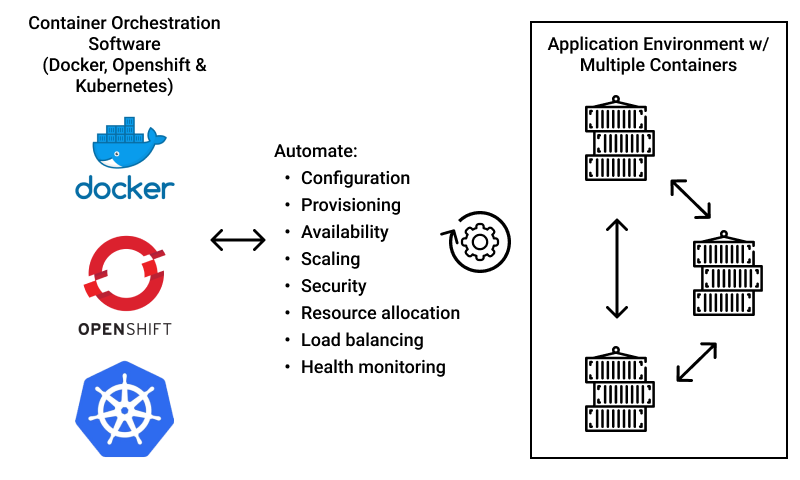 Container Orchestration
Software
(Docker, Openshift &
Kubernetes)
docker
OPENSHIFT
Automate:
• Configuration
• Provisioning
• Availability
• Scaling
• Security
• Resource allocation
• Load balancing
• Health monitoring
Application Environment w/
Multiple Containers